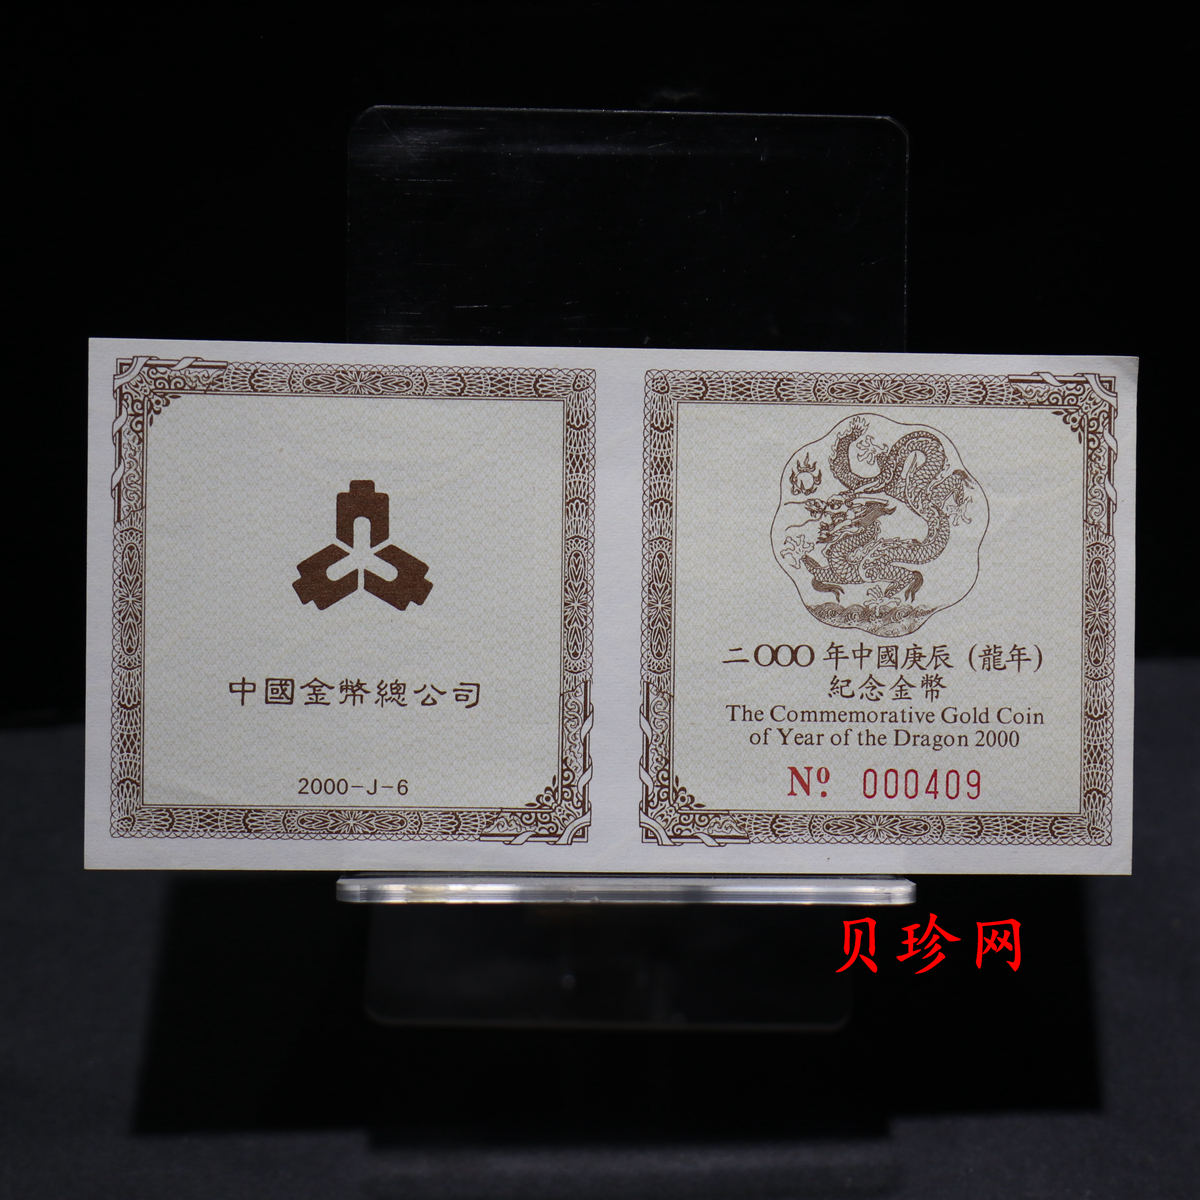 中國金幣總公司
2000-J-6
二OOO年中國庚辰（龍年）
紀念金幣
The Commemorative Gold Coin
of Year of the Dragon 2000
Nº 000409
贝珍网